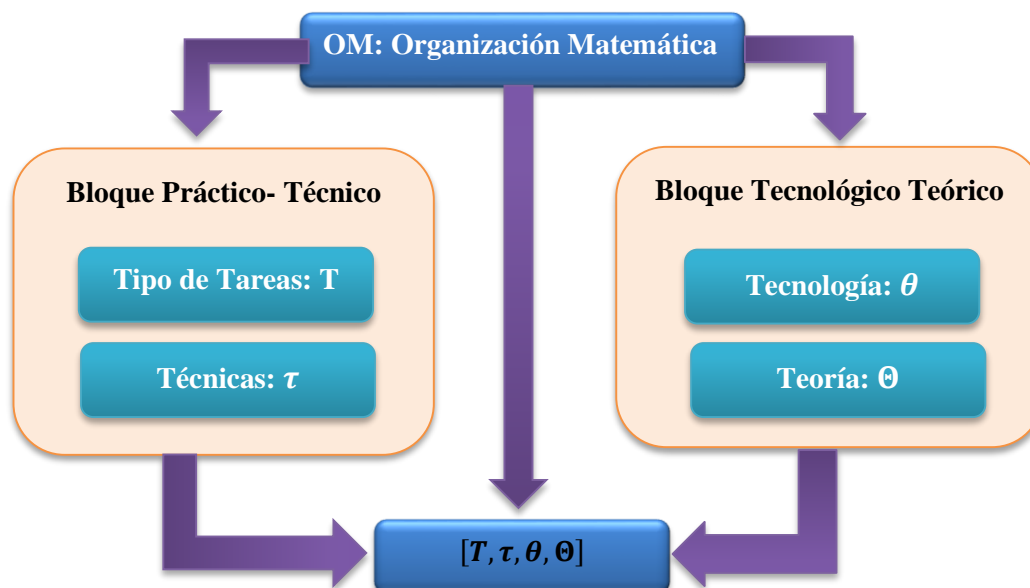 OM: Organización Matemática
Bloque Práctico- Técnico
Tipo de Tareas: T
Técnicas: τ
Bloque Tecnológico Teórico
Tecnología: θ
Teoría: Θ
[T, τ, θ, Θ]